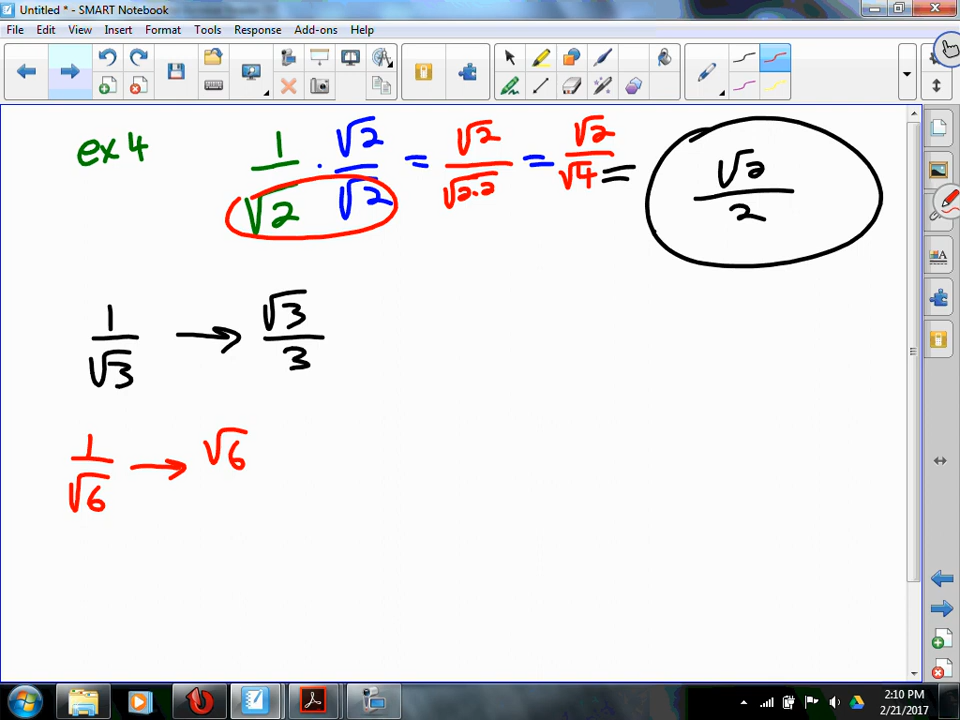 Untitled * - SMART Notebook
File Edit View Insert Format Tools Response Add-ons Help
ex 4 1/√2 · √2/√2 = √2/√2·2 = √2/√4 = √2/2
1/√3 → √3/3
1/√6 → √6
2:10 PM
2/21/2017